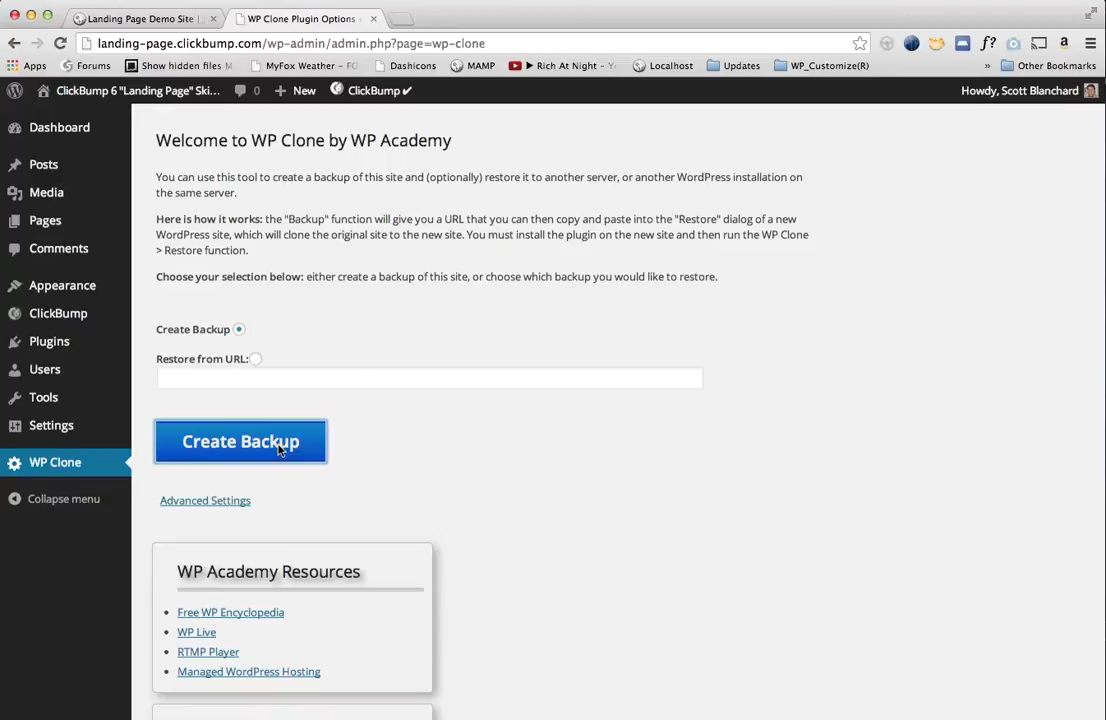 Landing Page Demo Site |
WP Clone Plugin Options
landing-page.clickbump.com/wp-admin/admin.php?page=wp-clone
Apps
Forums
Show hidden files
MyFox Weather - FO
Dashicons
MAMP
Rich At Night - Y
Localhost
Updates
WP_Customize(R)
»
Other Bookmarks
ClickBump 6 "Landing Page" Ski...
0
+ New
ClickBump ✔
Howdy, Scott Blanchard
Dashboard
Posts
Media
Pages
Comments
Appearance
ClickBump
Plugins
Users
Tools
Settings
WP Clone
Collapse menu
Welcome to WP Clone by WP Academy
You can use this tool to create a backup of this site and (optionally) restore it to another server, or another WordPress installation on
the same server.
Here is how it works: the "Backup" function will give you a URL that you can then copy and paste into the "Restore" dialog of a new
WordPress site, which will clone the original site to the new site. You must install the plugin on the new site and then run the WP Clone
> Restore function.
Choose your selection below: either create a backup of this site, or choose which backup you would like to restore.
Create Backup
Restore from URL:
Create Backup
Advanced Settings
WP Academy Resources
Free WP Encyclopedia
WP Live
RTMP Player
Managed WordPress Hosting